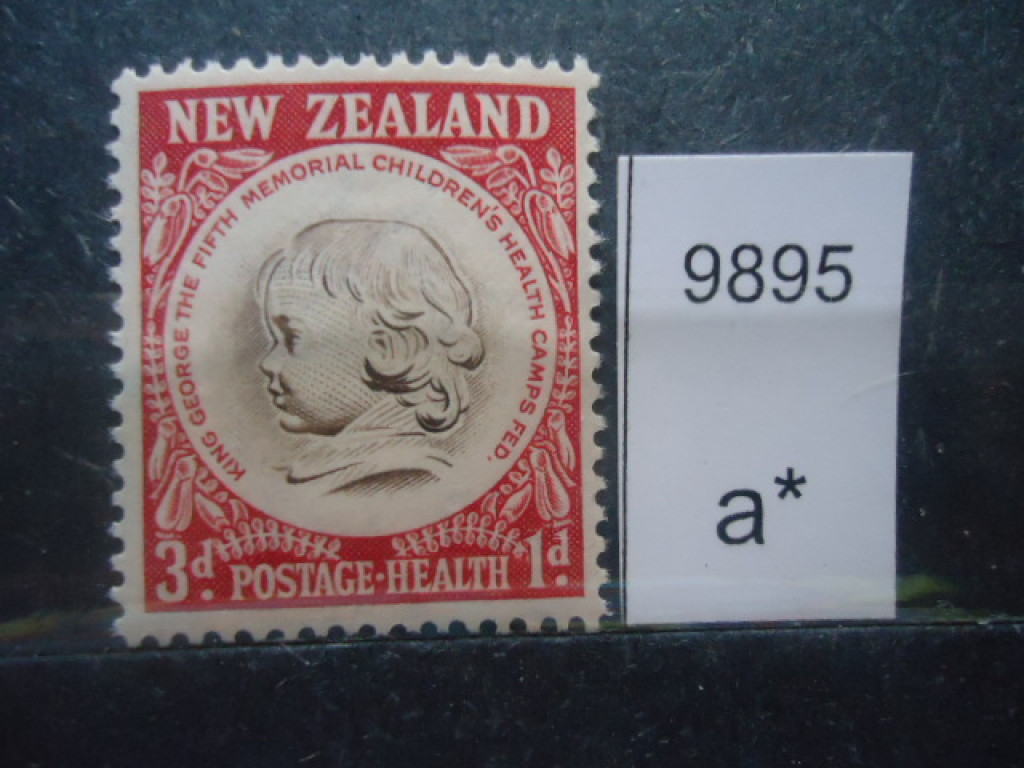 NEW ZEALAND
KING GEORGE THE FIFTH MEMORIAL CHILDREN'S HEALTH CAMPS FED.
3d. POSTAGE·HEALTH 1d.
9895
a*